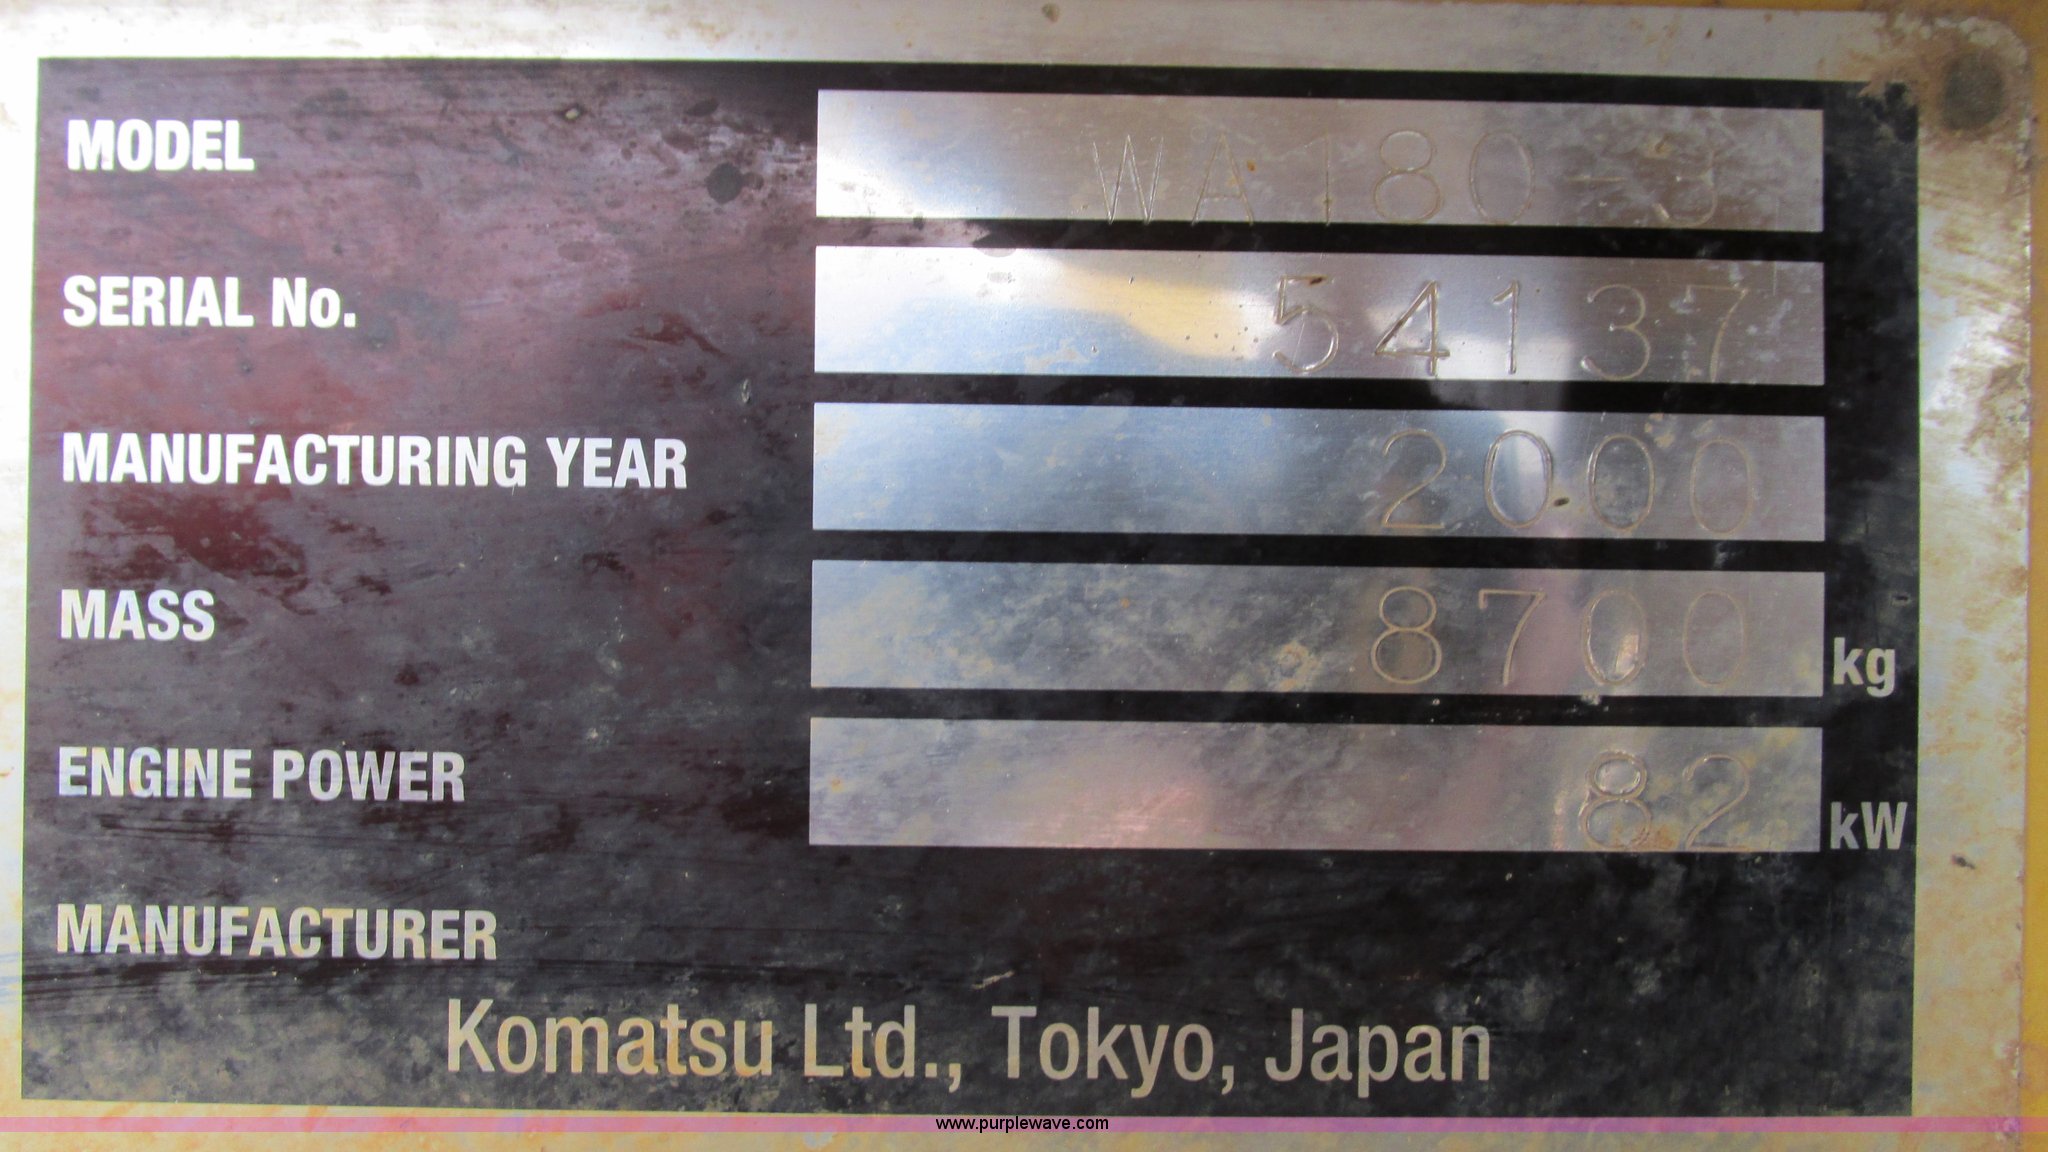 MODEL WA180-3
SERIAL No. 54137
MANUFACTURING YEAR 2000
MASS 8700 kg
ENGINE POWER 82 kW
MANUFACTURER
Komatsu Ltd., Tokyo, Japan
www.purplewave.com